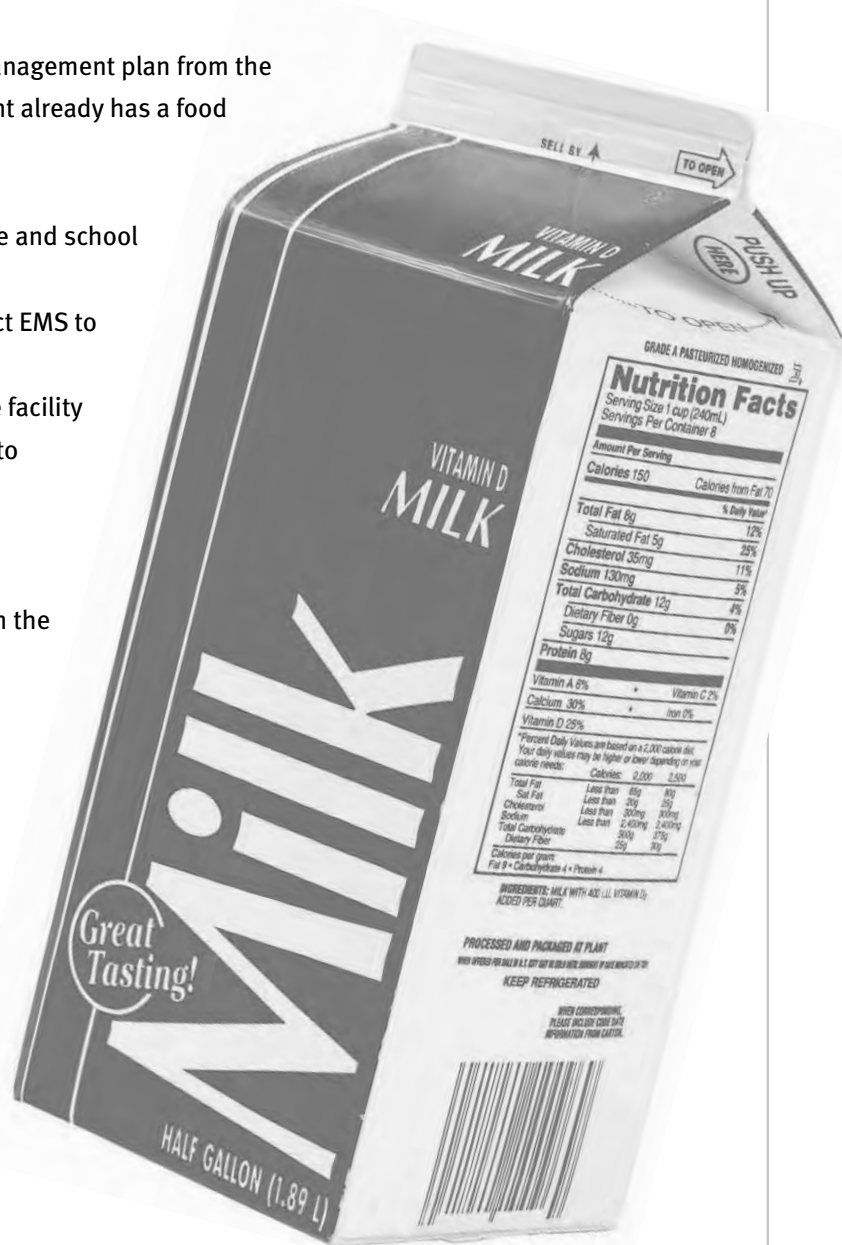 nagement plan from the
nt already has a food
e and school
ct EMS to
e facility
to
n the
SELL BY
TO OPEN
VITAMIN D
MILK
PUSH UP
HERE
TO OPEN
VITAMIN D
MILK
Milk
Great
Tasting!
HALF GALLON (1.89 L)
GRADE A PASTEURIZED HOMOGENIZED
Nutrition Facts
Serving Size 1 cup (240mL)
Servings Per Container 8
Amount Per Serving
Calories 150 Calories from Fat 70
% Daily Value*
Total Fat 8g 12%
Saturated Fat 5g 25%
Cholesterol 35mg 11%
Sodium 130mg 5%
Total Carbohydrate 12g 4%
Dietary Fiber 0g 0%
Sugars 12g
Protein 8g
Vitamin A 6% • Vitamin C 2%
Calcium 30% • Iron 0%
Vitamin D 25%
*Percent Daily Values are based on a 2,000 calorie diet.
Your daily values may be higher or lower depending on your
calorie needs:
Calories: 2,000 2,500
Total Fat Less than 65g 80g
Sat Fat Less than 20g 25g
Cholesterol Less than 300mg 300mg
Sodium Less than 2,400mg 2,400mg
Total Carbohydrate 300g 375g
Dietary Fiber 25g 30g
Calories per gram:
Fat 9 • Carbohydrate 4 • Protein 4
INGREDIENTS: MILK WITH 400 I.U. VITAMIN D3
ADDED PER QUART.
PROCESSED AND PACKAGED AT PLANT
KEEP REFRIGERATED
WHEN CORRESPONDING,
PLEASE INCLUDE CODE DATE
INFORMATION FROM CARTON.